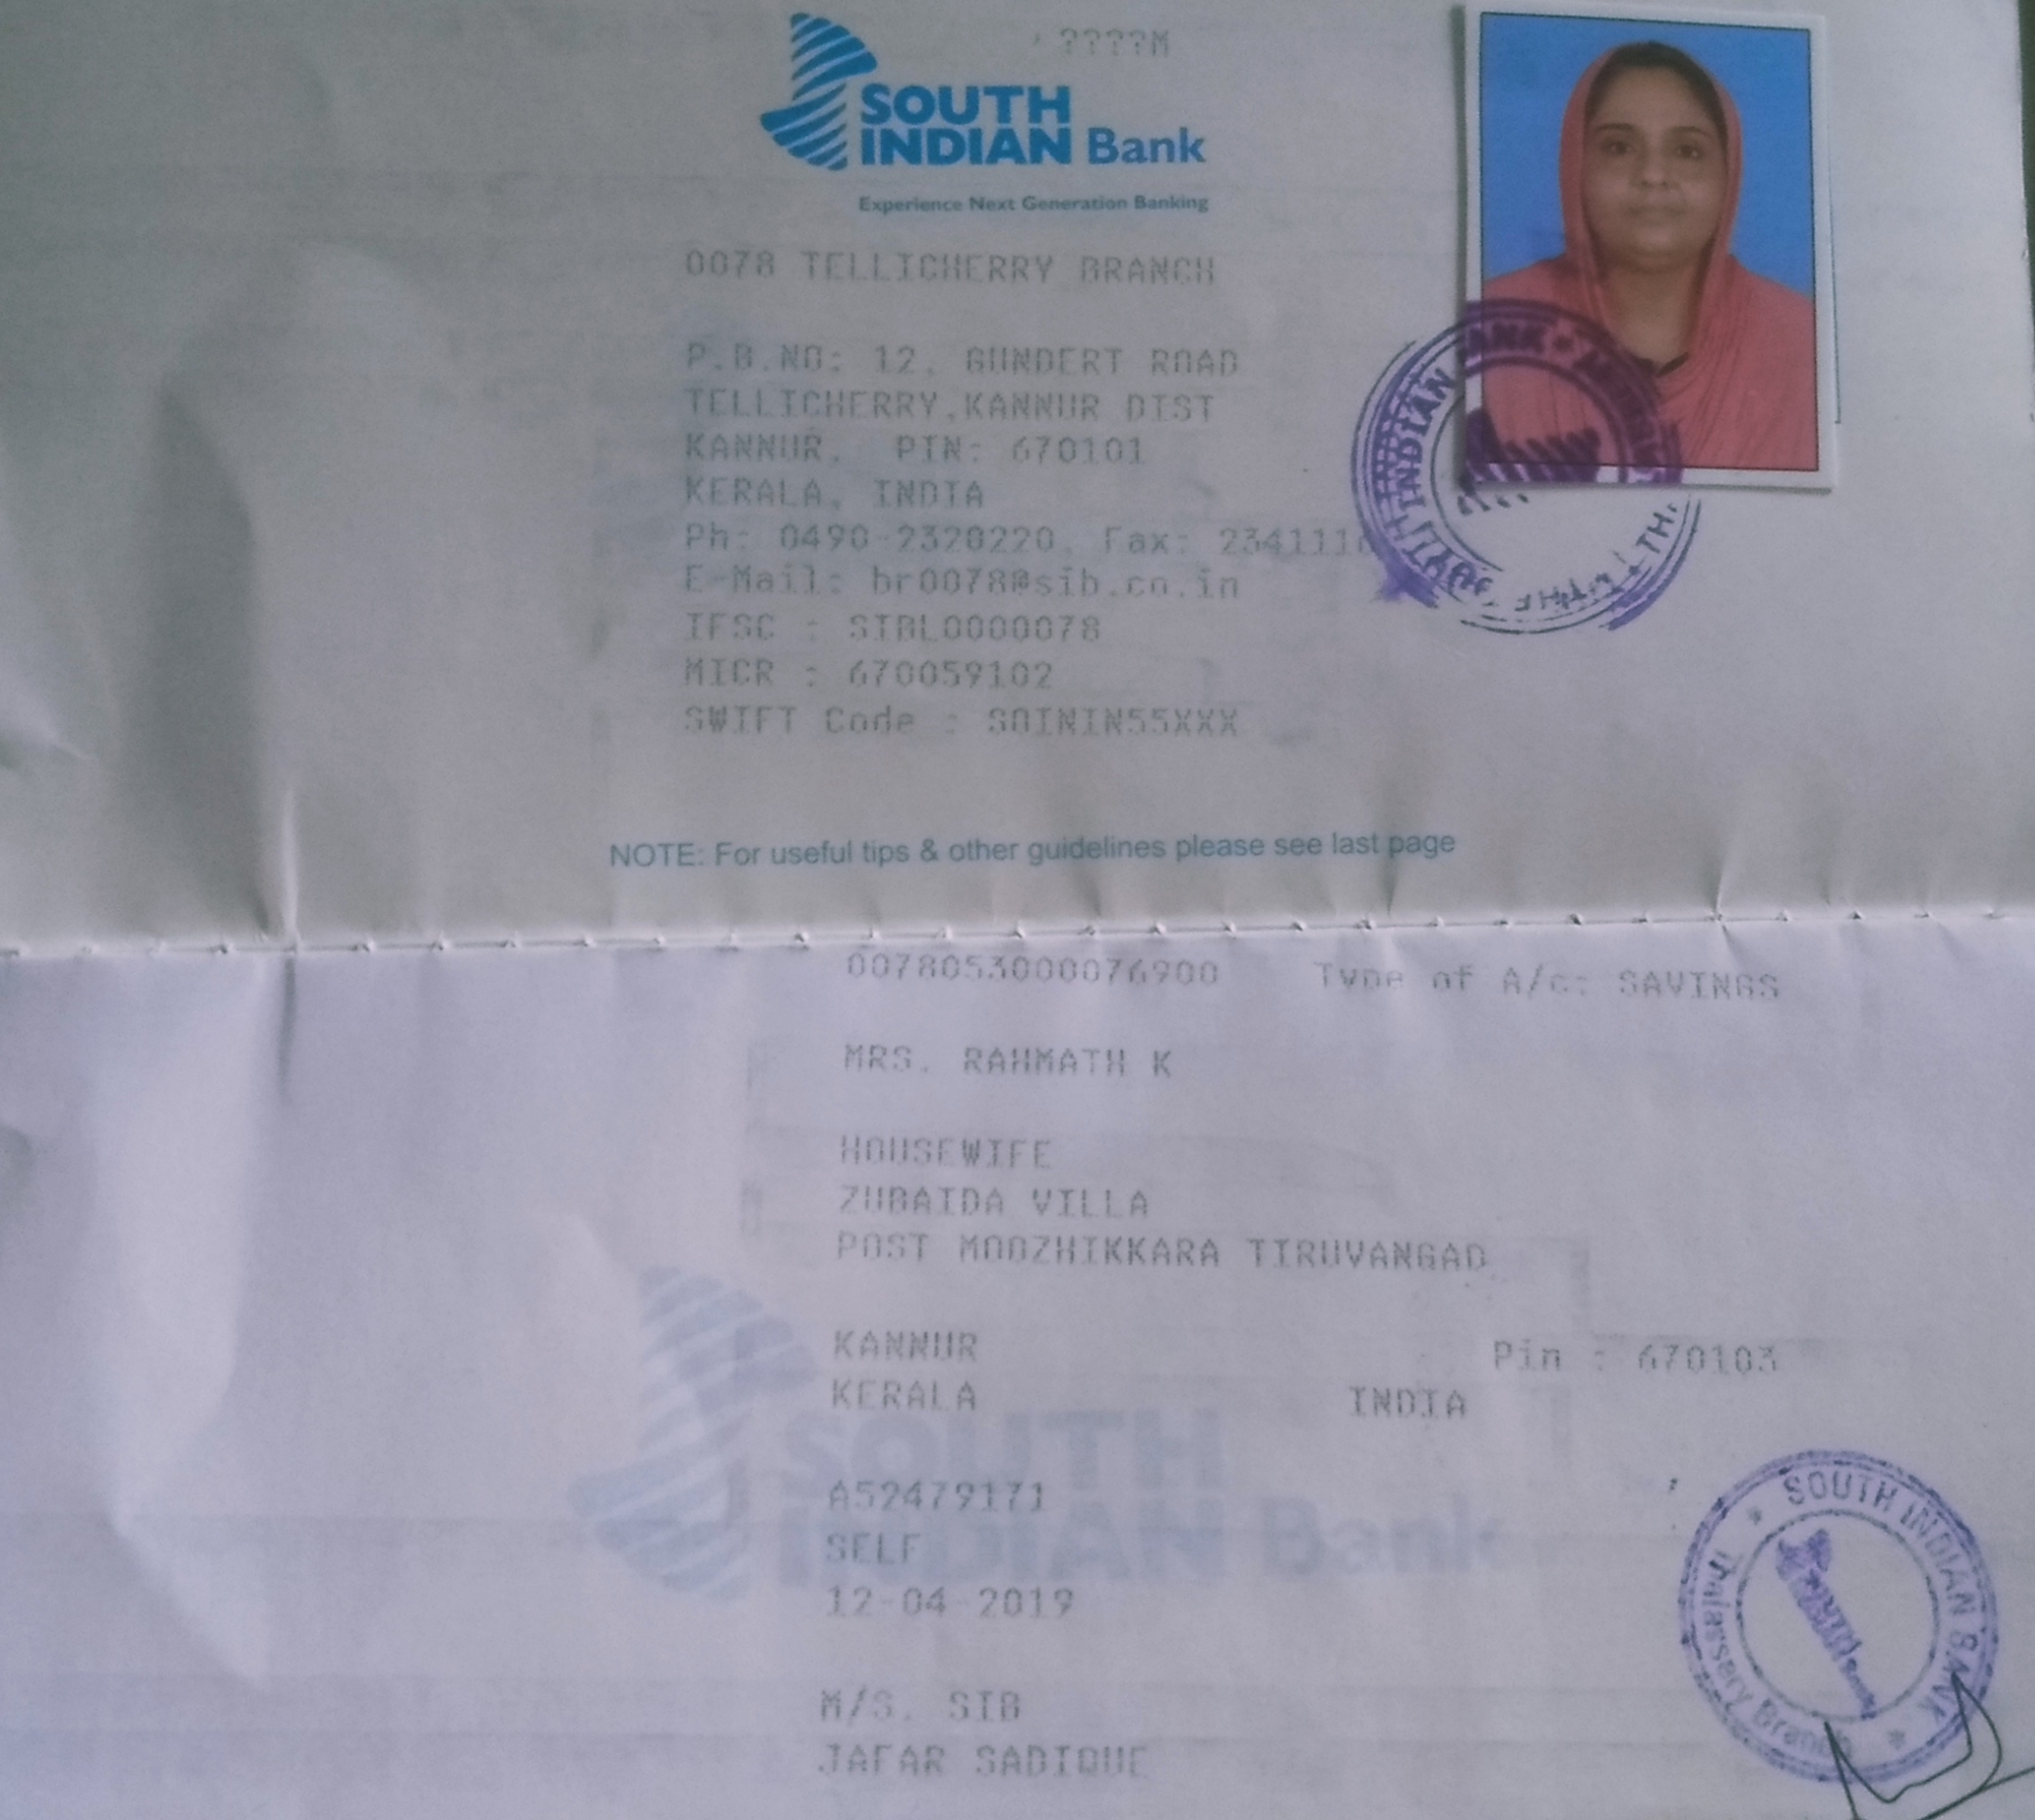 ????M
SOUTH
INDIAN Bank
Experience Next Generation Banking
0078 TELLICHERRY BRANCH
P.B.NO: 12, GUNDERT ROAD
TELLICHERRY,KANNUR DIST
KANNUR, PIN: 670101
KERALA, INDIA
Ph: 0490-2320220, Fax:
E-Mail: br0078@sib.co.in
IFSC : SIBL0000078
MICR : 670059102
SWIFT Code : SOININ55XXX
INDIAN BANK
NOTE: For useful tips & other guidelines please see last page
0078053000076900 Type of A/c: SAVINGS
MRS. RAHMATH K
HOUSEWIFE
ZUBAIDA VILLA
POST MOOZHIKKARA TIRUVANGAD
KANNUR Pin : 670103
KERALA INDIA
SOUTH
INDIAN Bank
A52479171
SELF
12-04-2019
SOUTH INDIAN BANK
Thalassery Branch
M/S. SIB
JAFAR SADIQUE